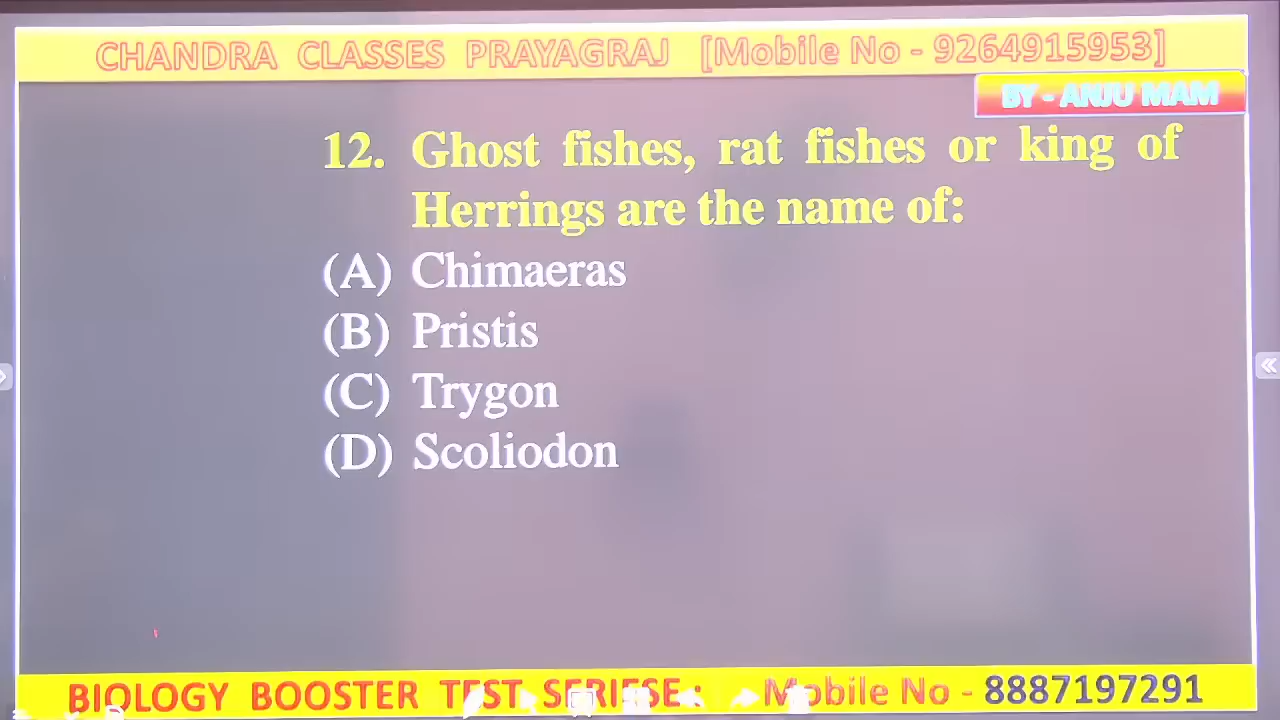 CHANDRA CLASSES PRAYAGRAJ [Mobile No - 9264915953]
BY - ANJU MAM
12. Ghost fishes, rat fishes or king of
Herrings are the name of:
(A) Chimaeras
(B) Pristis
(C) Trygon
(D) Scoliodon
BIOLOGY BOOSTER TEST SERIESE : Mobile No - 8887197291